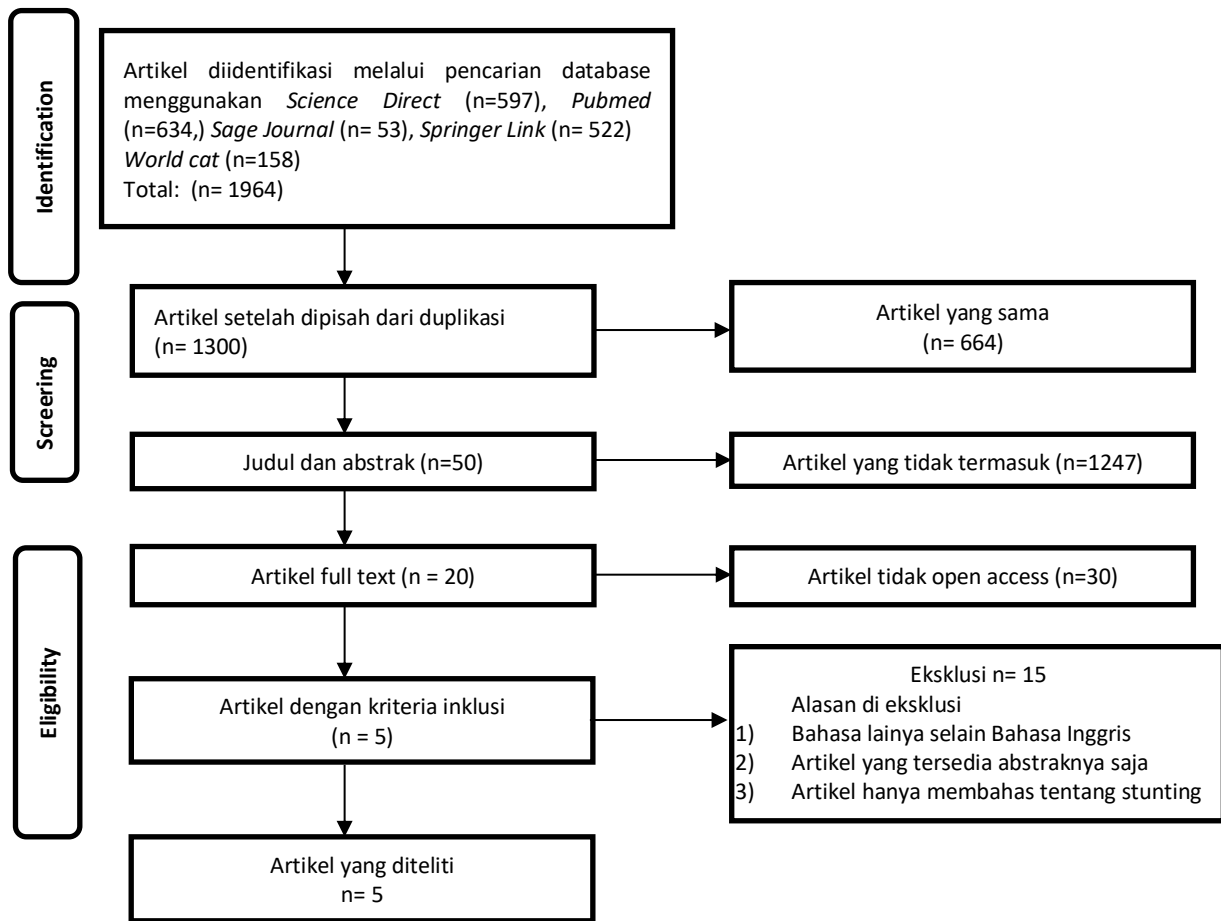 Identification
Artikel diidentifikasi melalui pencarian database
menggunakan Science Direct (n=597), Pubmed
(n=634,) Sage Journal (n= 53), Springer Link (n= 522)
World cat (n=158)
Total: (n= 1964)
Screering
Artikel setelah dipisah dari duplikasi
(n= 1300)
Artikel yang sama
(n= 664)
Judul dan abstrak (n=50)
Artikel yang tidak termasuk (n=1247)
Eligibility
Artikel full text (n = 20)
Artikel tidak open access (n=30)
Artikel dengan kriteria inklusi
(n = 5)
Eksklusi n= 15
Alasan di eksklusi
1) Bahasa lainya selain Bahasa Inggris
2) Artikel yang tersedia abstraknya saja
3) Artikel hanya membahas tentang stunting
Artikel yang diteliti
n= 5